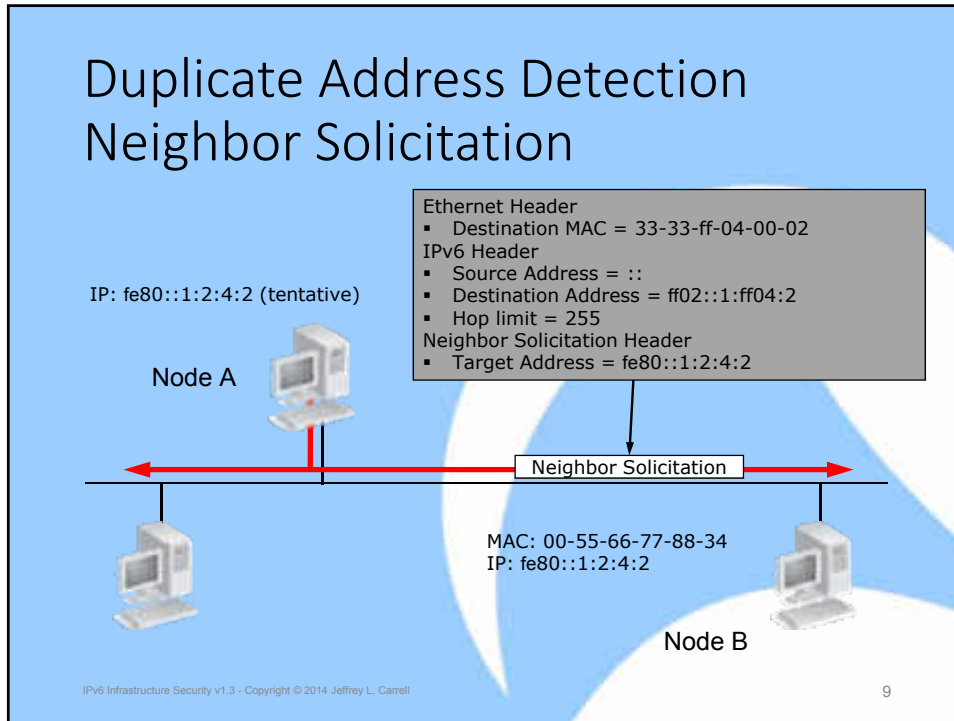 Duplicate Address Detection
Neighbor Solicitation
Ethernet Header
▪ Destination MAC = 33-33-ff-04-00-02
IPv6 Header
▪ Source Address = ::
▪ Destination Address = ff02::1:ff04:2
▪ Hop limit = 255
Neighbor Solicitation Header
▪ Target Address = fe80::1:2:4:2
IP: fe80::1:2:4:2 (tentative)
Node A
Neighbor Solicitation
MAC: 00-55-66-77-88-34
IP: fe80::1:2:4:2
Node B
IPv6 Infrastructure Security v1.3 - Copyright © 2014 Jeffrey L. Carrell
9